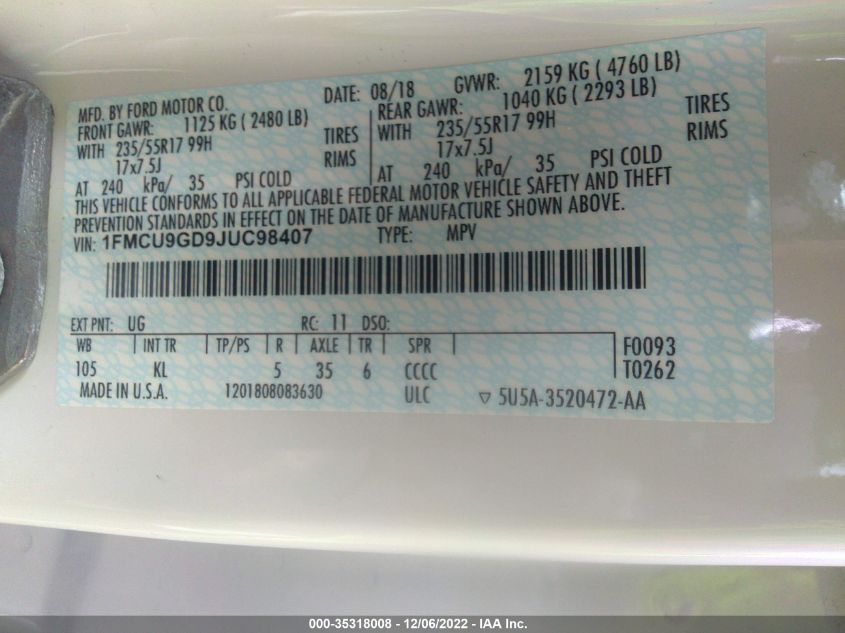 MFD. BY FORD MOTOR CO. DATE: 08/18 GVWR: 2159 KG ( 4760 LB)
FRONT GAWR: 1125 KG ( 2480 LB) REAR GAWR: 1040 KG ( 2293 LB)
WITH 235/55R17 99H TIRES WITH 235/55R17 99H TIRES
17x7.5J RIMS 17x7.5J RIMS
AT 240 kPa/ 35 PSI COLD AT 240 kPa/ 35 PSI COLD
THIS VEHICLE CONFORMS TO ALL APPLICABLE FEDERAL MOTOR VEHICLE SAFETY AND THEFT
PREVENTION STANDARDS IN EFFECT ON THE DATE OF MANUFACTURE SHOWN ABOVE.
VIN: 1FMCU9GD9JUC98407 TYPE: MPV
EXT PNT: UG RC: 11 DSO:
WB INT TR TP/PS R AXLE TR SPR F0093
105 KL 5 35 6 CCCC T0262
MADE IN U.S.A. 1201808083630 ULC ▽ 5U5A-3520472-AA
000-35318008 - 12/06/2022 - IAA Inc.